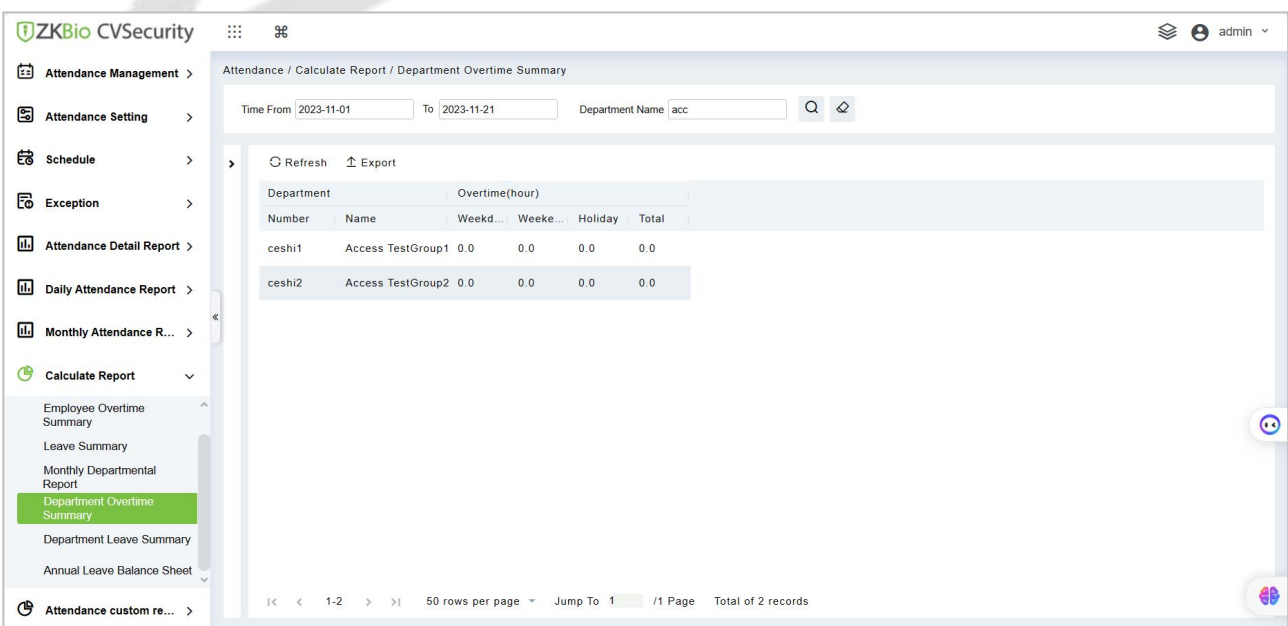 ZKBio CVSecurity
admin
Attendance Management
Attendance Setting
Schedule
Exception
Attendance Detail Report
Daily Attendance Report
Monthly Attendance R...
Calculate Report
Employee Overtime
Summary
Leave Summary
Monthly Departmental
Report
Department Overtime
Summary
Department Leave Summary
Annual Leave Balance Sheet
Attendance custom re...
Attendance / Calculate Report / Department Overtime Summary
Time From 2023-11-01 To 2023-11-21 Department Name acc
Refresh Export
Department Overtime(hour)
Number Name Weekd... Weeke... Holiday Total
ceshi1 Access TestGroup1 0.0 0.0 0.0 0.0
ceshi2 Access TestGroup2 0.0 0.0 0.0 0.0
1-2 50 rows per page Jump To 1 /1 Page Total of 2 records